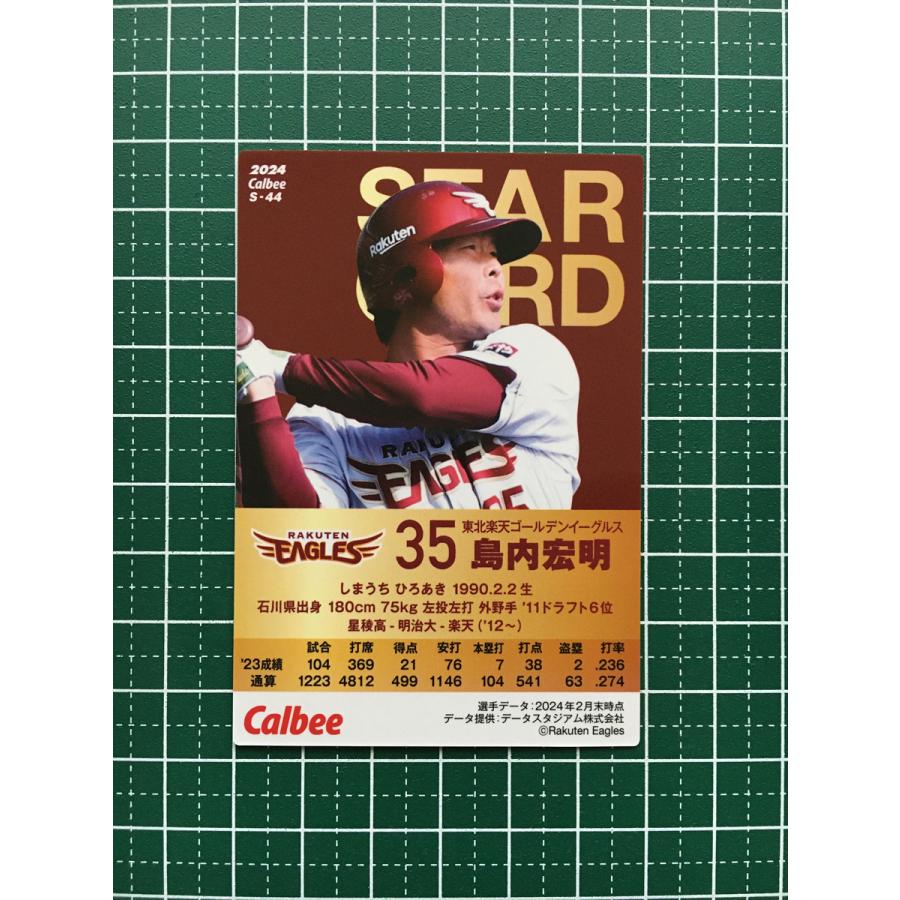 2024
Calbee
S-44
STAR
CARD
Rakuten
RAKUTEN
EAGLES
35
RAKUTEN
EAGLES
35
東北楽天ゴールデンイーグルス
島内宏明
しまうち ひろあき 1990.2.2生
石川県出身 180cm 75kg 左投左打 外野手 '11ドラフト6位
星稜高-明治大-楽天('12〜)
試合 打席 得点 安打 本塁打 打点 盗塁 打率
'23成績 104 369 21 76 7 38 2 .236
通算 1223 4812 499 1146 104 541 63 .274
Calbee
選手データ:2024年2月末時点
データ提供:データスタジアム株式会社
©Rakuten Eagles